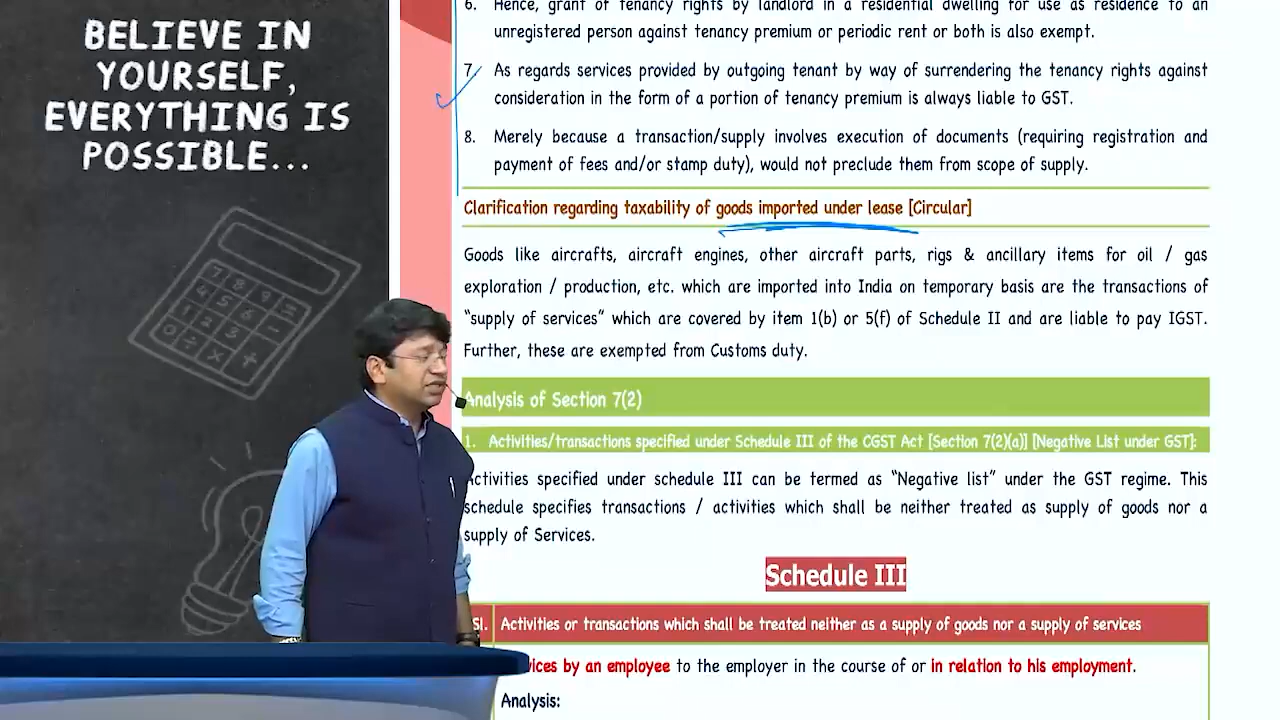 BELIEVE IN
YOURSELF,
EVERYTHING IS
POSSIBLE...
6. Hence, grant of tenancy rights by landlord in a residential dwelling for use as residence to an
unregistered person against tenancy premium or periodic rent or both is also exempt.
7. As regards services provided by outgoing tenant by way of surrendering the tenancy rights against
consideration in the form of a portion of tenancy premium is always liable to GST.
8. Merely because a transaction/supply involves execution of documents (requiring registration and
payment of fees and/or stamp duty), would not preclude them from scope of supply.
Clarification regarding taxability of goods imported under lease [Circular]
Goods like aircrafts, aircraft engines, other aircraft parts, rigs & ancillary items for oil / gas
exploration / production, etc. which are imported into India on temporary basis are the transactions of
“supply of services” which are covered by item 1(b) or 5(f) of Schedule II and are liable to pay IGST.
Further, these are exempted from Customs duty.
Analysis of Section 7(2)
1. Activities/transactions specified under Schedule III of the CGST Act [Section 7(2)(a)] [Negative List under GST]:
Activities specified under schedule III can be termed as “Negative list” under the GST regime. This
schedule specifies transactions / activities which shall be neither treated as supply of goods nor a
supply of Services.
Schedule III
Sl. Activities or transactions which shall be treated neither as a supply of goods nor a supply of services
vices by an employee to the employer in the course of or in relation to his employment.
Analysis: